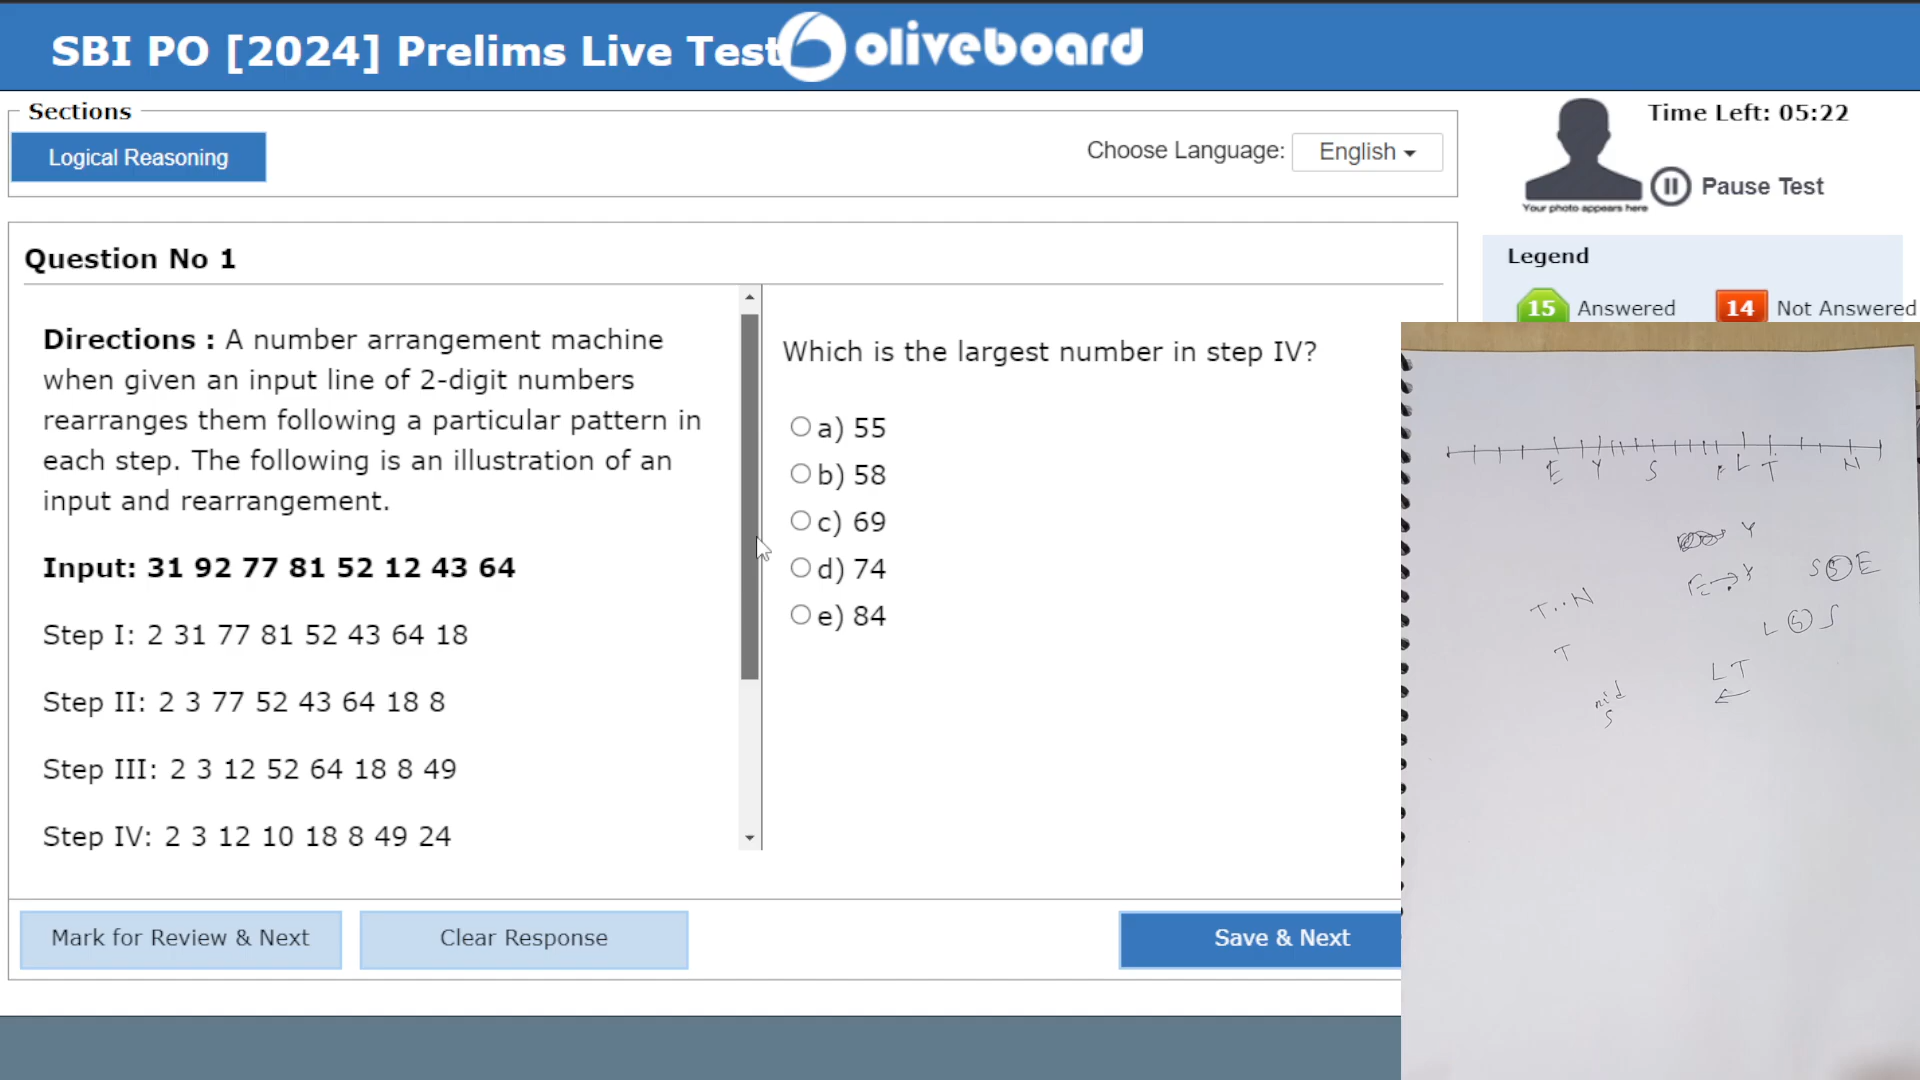 SBI PO [2024] Prelims Live Test
oliveboard
Sections
Logical Reasoning
Choose Language: English
Time Left: 05:22
Pause Test
Your photo appears here
Question No 1
Legend
15 Answered 14 Not Answered
Directions : A number arrangement machine
when given an input line of 2-digit numbers
rearranges them following a particular pattern in
each step. The following is an illustration of an
input and rearrangement.
Input: 31 92 77 81 52 12 43 64
Step I: 2 31 77 81 52 43 64 18
Step II: 2 3 77 52 43 64 18 8
Step III: 2 3 12 52 64 18 8 49
Step IV: 2 3 12 10 18 8 49 24
Which is the largest number in step IV?
a) 55
b) 58
c) 69
d) 74
e) 84
Mark for Review & Next
Clear Response
Save & Next
E Y S F L T N
Y
E → Y
S 5 E
T..N
L 5 S
T
L T
mid
S